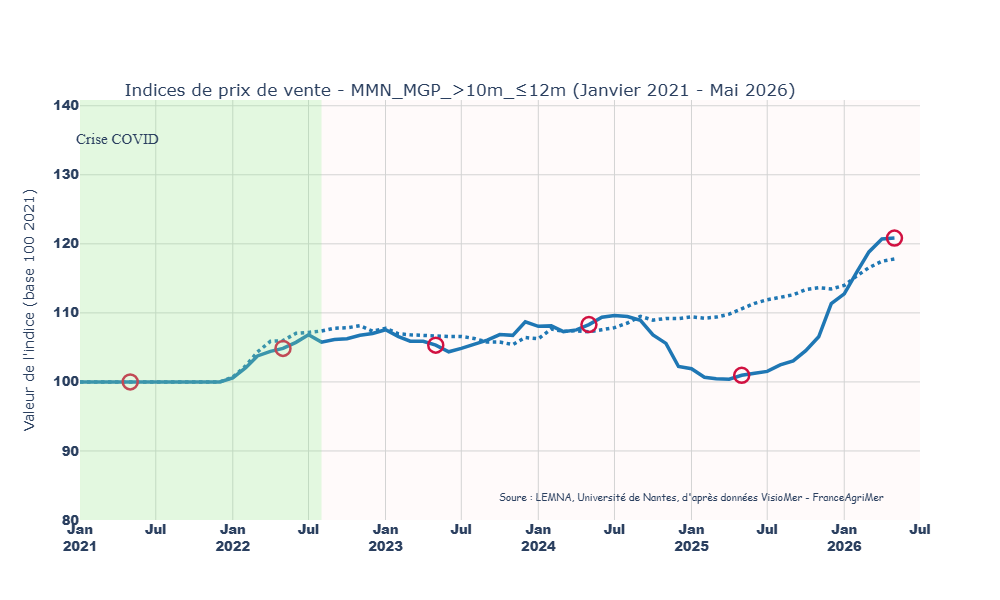 Indices de prix de vente - MMN_MGP_>10m_≤12m (Janvier 2021 - Mai 2026)
140
Crise COVID
130
120
110
100
90
80
Valeur de l'indice (base 100 2021)
Soure : LEMNA, Université de Nantes, d'après données VisioMer - FranceAgriMer
Jan Jul Jan Jul Jan Jul Jan Jul Jan Jul Jan Jul
2021 2022 2023 2024 2025 2026